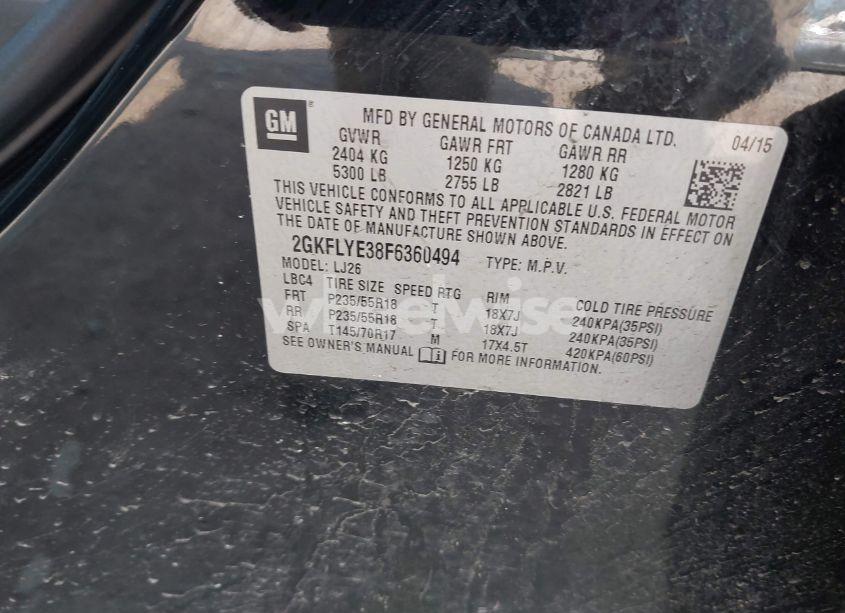 GM
MFD BY GENERAL MOTORS OF CANADA LTD. 04/15
GVWR GAWR FRT GAWR RR
2404 KG 1250 KG 1280 KG
5300 LB 2755 LB 2821 LB
THIS VEHICLE CONFORMS TO ALL APPLICABLE U.S. FEDERAL MOTOR
VEHICLE SAFETY AND THEFT PREVENTION STANDARDS IN EFFECT ON
THE DATE OF MANUFACTURE SHOWN ABOVE.
2GKFLYE38F6360494 TYPE: M.P.V.
MODEL: LJ26
LBC4 TIRE SIZE SPEED RTG RIM COLD TIRE PRESSURE
FRT P235/55R18 T 18X7J 240KPA(35PSI)
RR P235/55R18 T 18X7J 240KPA(35PSI)
SPA T145/70R17 M 17X4.5T 420KPA(60PSI)
SEE OWNER'S MANUAL FOR MORE INFORMATION.